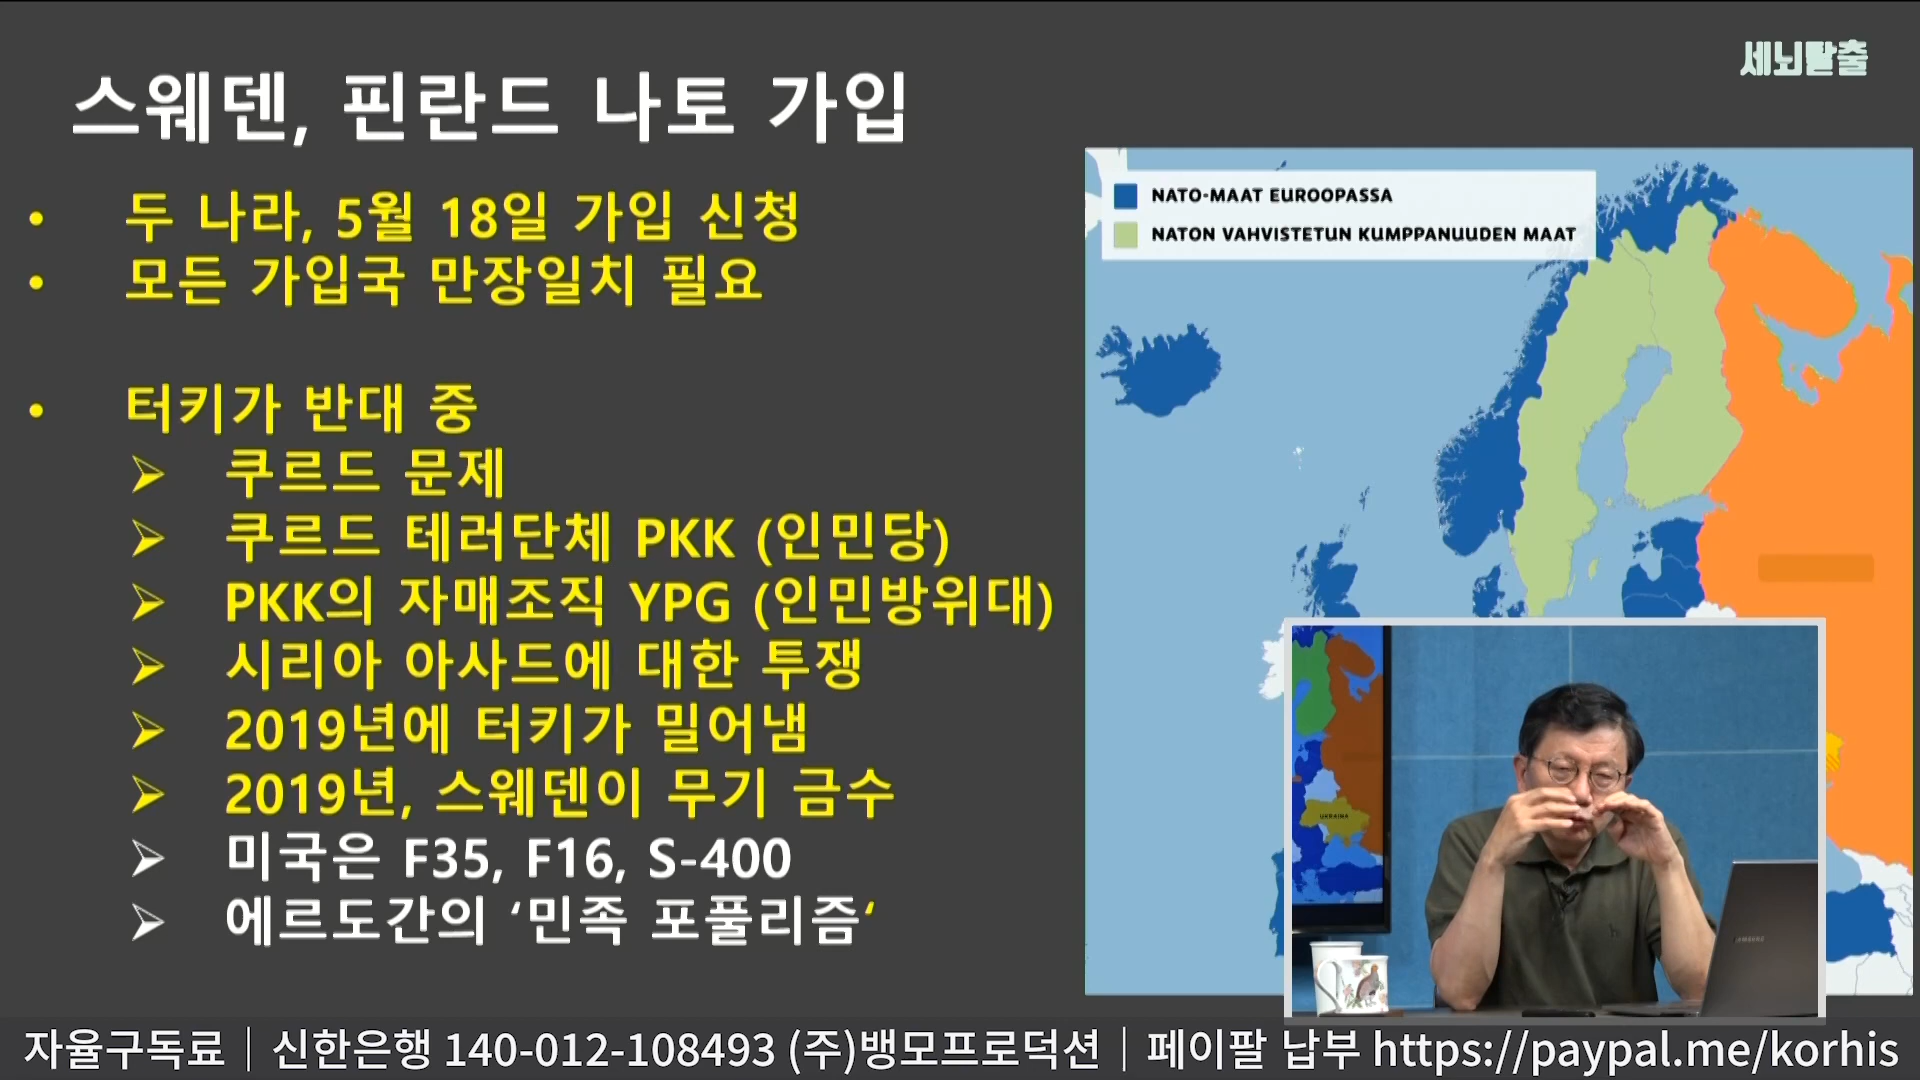 세뇌탈출
스웨덴, 핀란드 나토 가입
• 두 나라, 5월 18일 가입 신청
• 모든 가입국 만장일치 필요
• 터키가 반대 중
➢ 쿠르드 문제
➢ 쿠르드 테러단체 PKK (인민당)
➢ PKK의 자매조직 YPG (인민방위대)
➢ 시리아 아사드에 대한 투쟁
➢ 2019년에 터키가 밀어냄
➢ 2019년, 스웨덴이 무기 금수
➢ 미국은 F35, F16, S-400
➢ 에르도간의 ‘민족 포풀리즘‘
NATO-MAAT EUROOPASSA
NATON VAHVISTETUN KUMPPANUUDEN MAAT
UKRAINA
SAMSUNG
자율구독료｜신한은행 140-012-108493 (주)뱅모프로덕션｜페이팔 납부 https://paypal.me/korhis